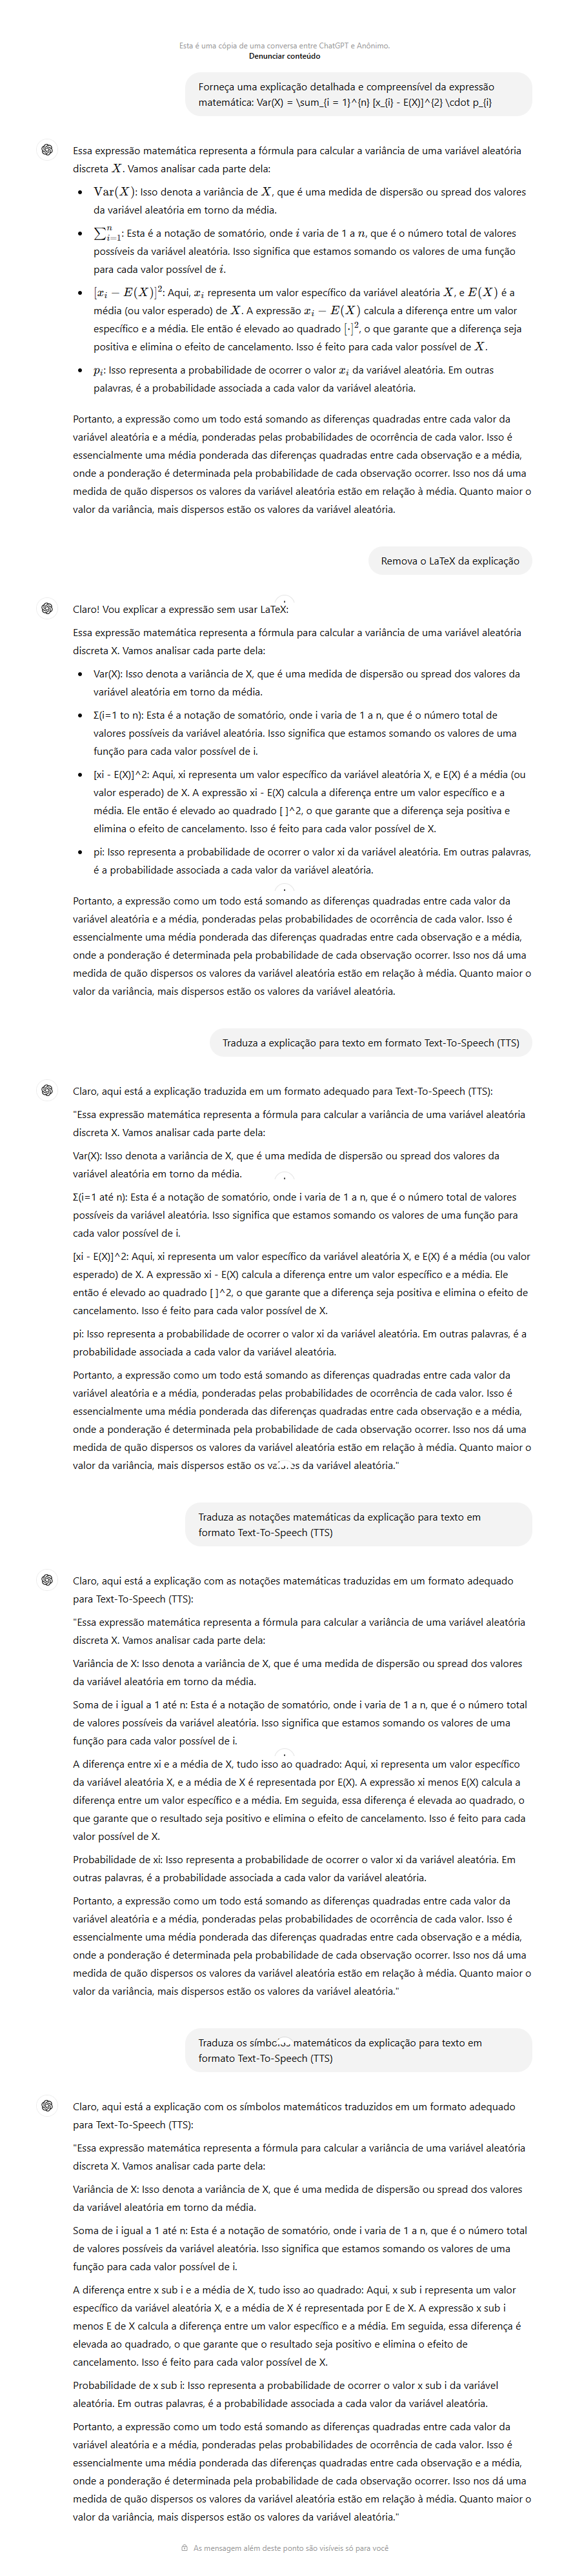 Esta é uma cópia de uma conversa entre ChatGPT e Anônimo.
Denunciar conteúdo
Forneça uma explicação detalhada e compreensível da expressão
matemática: Var(X) = \sum_{i = 1}^{n} [x_{i} - E(X)]^{2} \cdot p_{i}
Essa expressão matemática representa a fórmula para calcular a variância de uma variável aleatória
discreta X. Vamos analisar cada parte dela:
• Var(X): Isso denota a variância de X, que é uma medida de dispersão ou spread dos valores
da variável aleatória em torno da média.
• ∑ⁿᵢ₌₁: Esta é a notação de somatório, onde i varia de 1 a n, que é o número total de valores
possíveis da variável aleatória. Isso significa que estamos somando os valores de uma função
para cada valor possível de i.
• [xᵢ − E(X)]²: Aqui, xᵢ representa um valor específico da variável aleatória X, e E(X) é a
média (ou valor esperado) de X. A expressão xᵢ − E(X) calcula a diferença entre um valor
específico e a média. Ele então é elevado ao quadrado [·]², o que garante que a diferença seja
positiva e elimina o efeito de cancelamento. Isso é feito para cada valor possível de X.
• pᵢ: Isso representa a probabilidade de ocorrer o valor xᵢ da variável aleatória. Em outras
palavras, é a probabilidade associada a cada valor da variável aleatória.
Portanto, a expressão como um todo está somando as diferenças quadradas entre cada valor da
variável aleatória e a média, ponderadas pelas probabilidades de ocorrência de cada valor. Isso é
essencialmente uma média ponderada das diferenças quadradas entre cada observação e a média,
onde a ponderação é determinada pela probabilidade de cada observação ocorrer. Isso nos dá uma
medida de quão dispersos os valores da variável aleatória estão em relação à média. Quanto maior o
valor da variância, mais dispersos estão os valores da variável aleatória.
Remova o LaTeX da explicação
Claro! Vou explicar a expressão sem usar LaTeX:
Essa expressão matemática representa a fórmula para calcular a variância de uma variável aleatória
discreta X. Vamos analisar cada parte dela:
• Var(X): Isso denota a variância de X, que é uma medida de dispersão ou spread dos valores da
variável aleatória em torno da média.
• Σ(i=1 to n): Esta é a notação de somatório, onde i varia de 1 a n, que é o número total de
valores possíveis da variável aleatória. Isso significa que estamos somando os valores de uma
função para cada valor possível de i.
• [xi - E(X)]^2: Aqui, xi representa um valor específico da variável aleatória X, e E(X) é a média (ou
valor esperado) de X. A expressão xi - E(X) calcula a diferença entre um valor específico e a
média. Ele então é elevado ao quadrado [ ]^2, o que garante que a diferença seja positiva e
elimina o efeito de cancelamento. Isso é feito para cada valor possível de X.
• pi: Isso representa a probabilidade de ocorrer o valor xi da variável aleatória. Em outras palavras,
é a probabilidade associada a cada valor da variável aleatória.
Portanto, a expressão como um todo está somando as diferenças quadradas entre cada valor da
variável aleatória e a média, ponderadas pelas probabilidades de ocorrência de cada valor. Isso é
essencialmente uma média ponderada das diferenças quadradas entre cada observação e a média,
onde a ponderação é determinada pela probabilidade de cada observação ocorrer. Isso nos dá uma
medida de quão dispersos os valores da variável aleatória estão em relação à média. Quanto maior o
valor da variância, mais dispersos estão os valores da variável aleatória.
Traduza a explicação para texto em formato Text-To-Speech (TTS)
Claro, aqui está a explicação traduzida em um formato adequado para Text-To-Speech (TTS):
"Essa expressão matemática representa a fórmula para calcular a variância de uma variável aleatória
discreta X. Vamos analisar cada parte dela:
Var(X): Isso denota a variância de X, que é uma medida de dispersão ou spread dos valores da
variável aleatória em torno da média.
Σ(i=1 até n): Esta é a notação de somatório, onde i varia de 1 a n, que é o número total de valores
possíveis da variável aleatória. Isso significa que estamos somando os valores de uma função para
cada valor possível de i.
[xi - E(X)]^2: Aqui, xi representa um valor específico da variável aleatória X, e E(X) é a média (ou valor
esperado) de X. A expressão xi - E(X) calcula a diferença entre um valor específico e a média. Ele
então é elevado ao quadrado [ ]^2, o que garante que a diferença seja positiva e elimina o efeito de
cancelamento. Isso é feito para cada valor possível de X.
pi: Isso representa a probabilidade de ocorrer o valor xi da variável aleatória. Em outras palavras, é a
probabilidade associada a cada valor da variável aleatória.
Portanto, a expressão como um todo está somando as diferenças quadradas entre cada valor da
variável aleatória e a média, ponderadas pelas probabilidades de ocorrência de cada valor. Isso é
essencialmente uma média ponderada das diferenças quadradas entre cada observação e a média,
onde a ponderação é determinada pela probabilidade de cada observação ocorrer. Isso nos dá uma
medida de quão dispersos os valores da variável aleatória estão em relação à média. Quanto maior o
valor da variância, mais dispersos estão os valores da variável aleatória."
Traduza as notações matemáticas da explicação para texto em
formato Text-To-Speech (TTS)
Claro, aqui está a explicação com as notações matemáticas traduzidas em um formato adequado
para Text-To-Speech (TTS):
"Essa expressão matemática representa a fórmula para calcular a variância de uma variável aleatória
discreta X. Vamos analisar cada parte dela:
Variância de X: Isso denota a variância de X, que é uma medida de dispersão ou spread dos valores
da variável aleatória em torno da média.
Soma de i igual a 1 até n: Esta é a notação de somatório, onde i varia de 1 a n, que é o número total
de valores possíveis da variável aleatória. Isso significa que estamos somando os valores de uma
função para cada valor possível de i.
A diferença entre xi e a média de X, tudo isso ao quadrado: Aqui, xi representa um valor específico
da variável aleatória X, e a média de X é representada por E(X). A expressão xi menos E(X) calcula a
diferença entre um valor específico e a média. Em seguida, essa diferença é elevada ao quadrado, o
que garante que o resultado seja positivo e elimina o efeito de cancelamento. Isso é feito para cada
valor possível de X.
Probabilidade de xi: Isso representa a probabilidade de ocorrer o valor xi da variável aleatória. Em
outras palavras, é a probabilidade associada a cada valor da variável aleatória.
Portanto, a expressão como um todo está somando as diferenças quadradas entre cada valor da
variável aleatória e a média, ponderadas pelas probabilidades de ocorrência de cada valor. Isso é
essencialmente uma média ponderada das diferenças quadradas entre cada observação e a média,
onde a ponderação é determinada pela probabilidade de cada observação ocorrer. Isso nos dá uma
medida de quão dispersos os valores da variável aleatória estão em relação à média. Quanto maior o
valor da variância, mais dispersos estão os valores da variável aleatória."
Traduza os símbolos matemáticos da explicação para texto em
formato Text-To-Speech (TTS)
Claro, aqui está a explicação com os símbolos matemáticos traduzidos em um formato adequado
para Text-To-Speech (TTS):
"Essa expressão matemática representa a fórmula para calcular a variância de uma variável aleatória
discreta X. Vamos analisar cada parte dela:
Variância de X: Isso denota a variância de X, que é uma medida de dispersão ou spread dos valores
da variável aleatória em torno da média.
Soma de i igual a 1 até n: Esta é a notação de somatório, onde i varia de 1 a n, que é o número total
de valores possíveis da variável aleatória. Isso significa que estamos somando os valores de uma
função para cada valor possível de i.
A diferença entre x sub i e a média de X, tudo isso ao quadrado: Aqui, x sub i representa um valor
específico da variável aleatória X, e a média de X é representada por E de X. A expressão x sub i
menos E de X calcula a diferença entre um valor específico e a média. Em seguida, essa diferença é
elevada ao quadrado, o que garante que o resultado seja positivo e elimina o efeito de
cancelamento. Isso é feito para cada valor possível de X.
Probabilidade de x sub i: Isso representa a probabilidade de ocorrer o valor x sub i da variável
aleatória. Em outras palavras, é a probabilidade associada a cada valor da variável aleatória.
Portanto, a expressão como um todo está somando as diferenças quadradas entre cada valor da
variável aleatória e a média, ponderadas pelas probabilidades de ocorrência de cada valor. Isso é
essencialmente uma média ponderada das diferenças quadradas entre cada observação e a média,
onde a ponderação é determinada pela probabilidade de cada observação ocorrer. Isso nos dá uma
medida de quão dispersos os valores da variável aleatória estão em relação à média. Quanto maior o
valor da variância, mais dispersos estão os valores da variável aleatória."
As mensagem além deste ponto são visíveis só para você